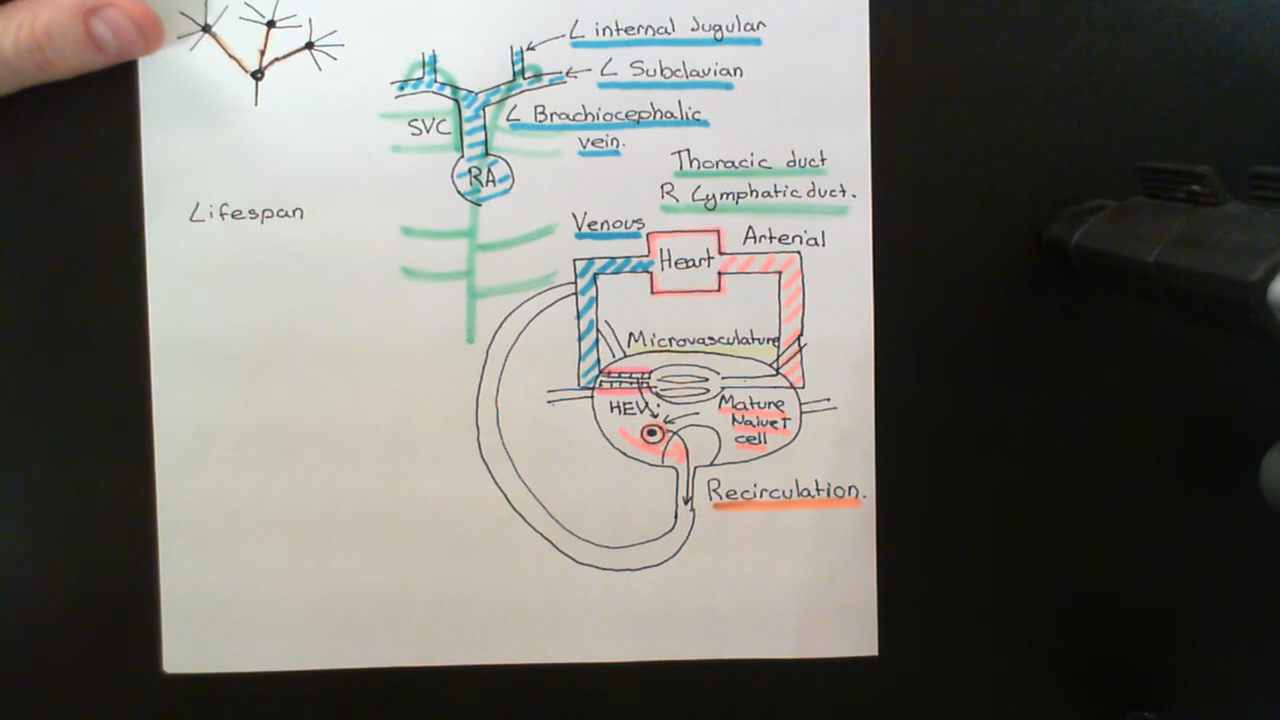 L internal Jugular
L Subclavian
L Brachiocephalic
vein.
SVC
RA
Thoracic duct
R Lymphatic duct.
Lifespan
Venous
Heart
Arterial
Microvasculature
HEV
Mature
Naive T
cell
Recirculation.